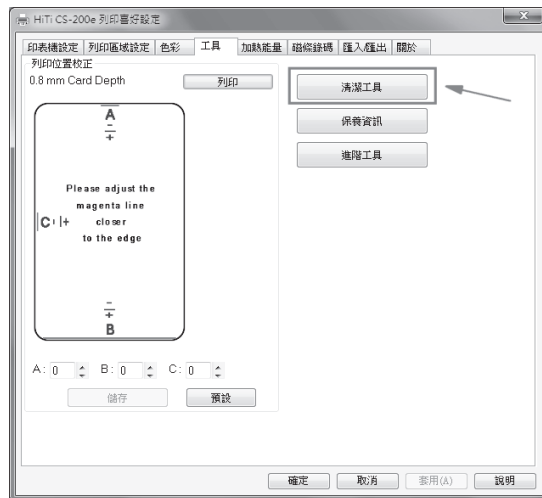 HiTi CS-200e 列印喜好設定
印表機設定 列印區域設定 色彩 工具 加熱能量 磁條錄碼 匯入/匯出 關於
列印位置校正
0.8 mm Card Depth 列印
清潔工具
保養資訊
進階工具
A
-
+
Please adjust the
magenta line
C - + closer
to the edge
-
+
B
A: 0 B: 0 C: 0
儲存 預設
確定 取消 套用(A) 說明